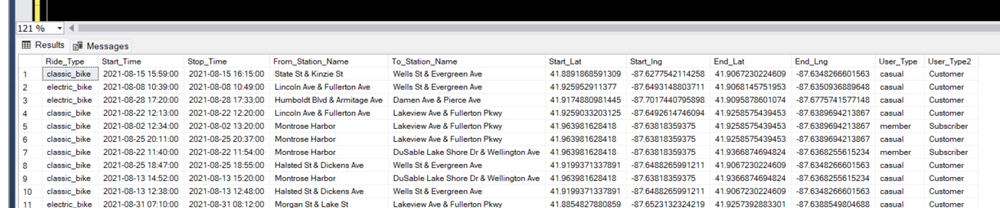 121 %
Results Messages
Ride_Type Start_Time Stop_Time From_Station_Name To_Station_Name Start_Lat Start_lng End_Lat End_Lng User_Type User_Type2
1 classic_bike 2021-08-15 15:59:00 2021-08-15 16:15:00 State St & Kinzie St Wells St & Evergreen Ave 41.8891868591309 -87.6277542114258 41.9067230224609 -87.6348266601563 casual Customer
2 electric_bike 2021-08-08 10:39:00 2021-08-08 10:49:00 Lincoln Ave & Fullerton Ave Wells St & Evergreen Ave 41.925952911377 -87.6493148803711 41.9068145751953 -87.6350936889648 casual Customer
3 electric_bike 2021-08-28 17:20:00 2021-08-28 17:33:00 Humboldt Blvd & Armitage Ave Damen Ave & Pierce Ave 41.9174880981445 -87.7017440795898 41.9095878601074 -87.6775741577148 casual Customer
4 classic_bike 2021-08-22 12:13:00 2021-08-22 12:20:00 Lincoln Ave & Fullerton Ave Lakeview Ave & Fullerton Pkwy 41.9259033203125 -87.6492614746094 41.9258575439453 -87.6389694213867 casual Customer
5 classic_bike 2021-08-02 12:34:00 2021-08-02 13:20:00 Montrose Harbor Lakeview Ave & Fullerton Pkwy 41.963981628418 -87.63818359375 41.9258575439453 -87.6389694213867 member Subscriber
6 classic_bike 2021-08-25 20:11:00 2021-08-25 20:37:00 Montrose Harbor Lakeview Ave & Fullerton Pkwy 41.963981628418 -87.63818359375 41.9258575439453 -87.6389694213867 casual Customer
7 classic_bike 2021-08-22 11:40:00 2021-08-22 11:54:00 Montrose Harbor DuSable Lake Shore Dr & Wellington Ave 41.963981628418 -87.63818359375 41.9366874694824 -87.6368255615234 member Subscriber
8 classic_bike 2021-08-25 18:47:00 2021-08-25 18:55:00 Halsted St & Dickens Ave Wells St & Evergreen Ave 41.9199371337891 -87.6488265991211 41.9067230224609 -87.6348266601563 casual Customer
9 classic_bike 2021-08-13 14:52:00 2021-08-13 15:20:00 Montrose Harbor DuSable Lake Shore Dr & Wellington Ave 41.963981628418 -87.63818359375 41.9366874694824 -87.6368255615234 casual Customer
10 classic_bike 2021-08-13 12:38:00 2021-08-13 12:48:00 Halsted St & Dickens Ave Wells St & Evergreen Ave 41.9199371337891 -87.6488265991211 41.9067230224609 -87.6348266601563 casual Customer
11 electric_bike 2021-08-31 07:10:00 2021-08-31 08:12:00 Morgan St & Lake St Lakeview Ave & Fullerton Pkwy 41.8854827880859 -87.6523132324219 41.9257392883301 -87.6388549804688 casual Customer